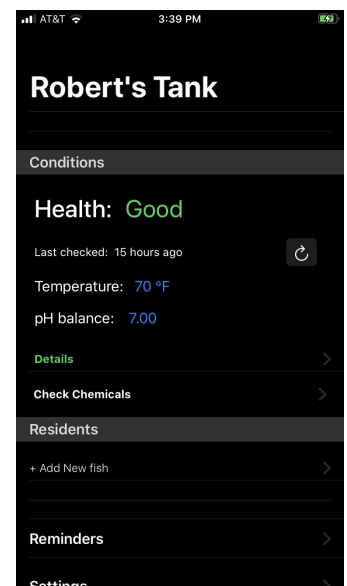 AT&T 3:39 PM
Robert's Tank
Conditions
Health: Good
Last checked: 15 hours ago
Temperature: 70 °F
pH balance: 7.00
Details
Check Chemicals
Residents
+ Add New fish
Reminders
Settings